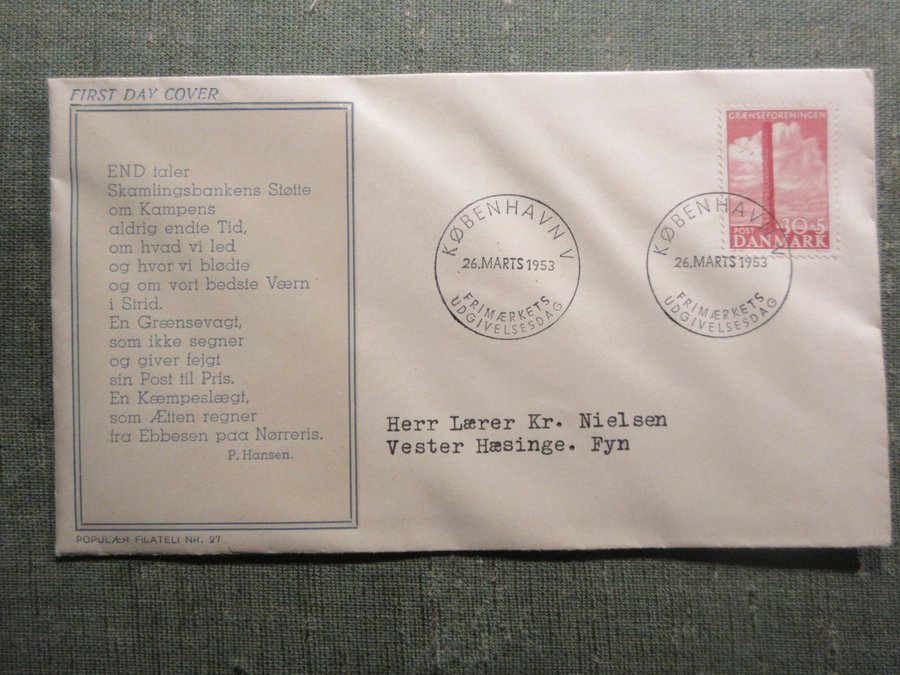 FIRST DAY COVER
END taler
Skamlingsbankens Støtte
om Kampens
aldrig endte Tid,
om hvad vi led
og hvor vi blødte
og om vort bedste Værn
i Strid.
En Grænsevagt,
som ikke segner
og giver fejgt
sin Post til Pris.
En Kæmpeslægt,
som Ætten regner
fra Ebbesen paa Nørreris.
P. Hansen.
POPULÆR FILATELI NR. 27
KØBENHAVN V
26.MARTS 1953
FRIMÆRKETS
UDGIVELSESDAG
KØBENHAVN V
26.MARTS 1953
FRIMÆRKETS
UDGIVELSESDAG
GRÆNSEFORENINGEN
POST 30+5
DANMARK
Herr Lærer Kr. Nielsen
Vester Hæsinge. Fyn